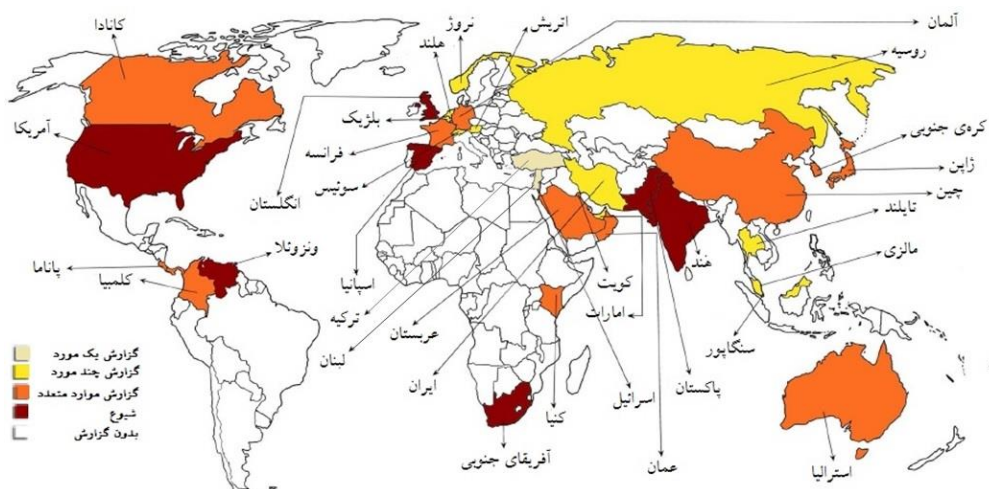 کانادا
نروژ
اتریش
آلمان
هلند
روسیه
آمریکا
بلژیک
فرانسه
سوئیس
انگلستان
کره‌ی جنوبی
ژاپن
چین
تایلند
مالزی
هند
ونزوئلا
پاناما
کلمبیا
اسپانیا
ترکیه
لبنان
عربستان
ایران
کویت
امارات
سنگاپور
پاکستان
اسرائیل
کنیا
عمان
آفریقای جنوبی
استرالیا
گزارش یک مورد
گزارش چند مورد
گزارش موارد متعدد
شیوع
بدون گزارش